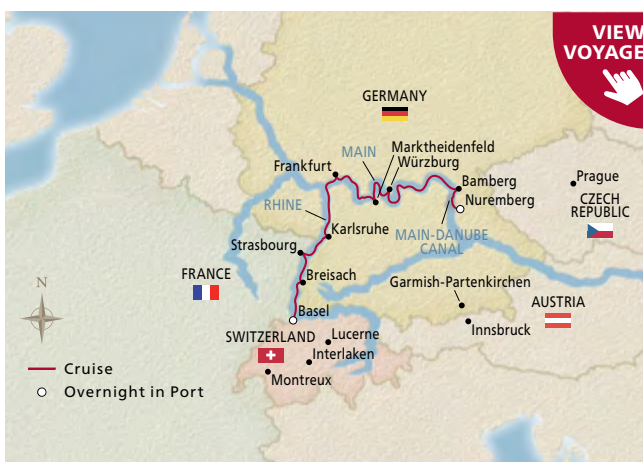 VIEW
VOYAGE
GERMANY
MAIN
Marktheidenfeld
Würzburg
Frankfurt
Bamberg
Nuremberg
Prague
CZECH
REPUBLIC
RHINE
Karlsruhe
MAIN-DANUBE
CANAL
Strasbourg
FRANCE
Breisach
Garmish-Partenkirchen
AUSTRIA
Innsbruck
N
Basel
SWITZERLAND
Lucerne
Interlaken
Montreux
Cruise
Overnight in Port